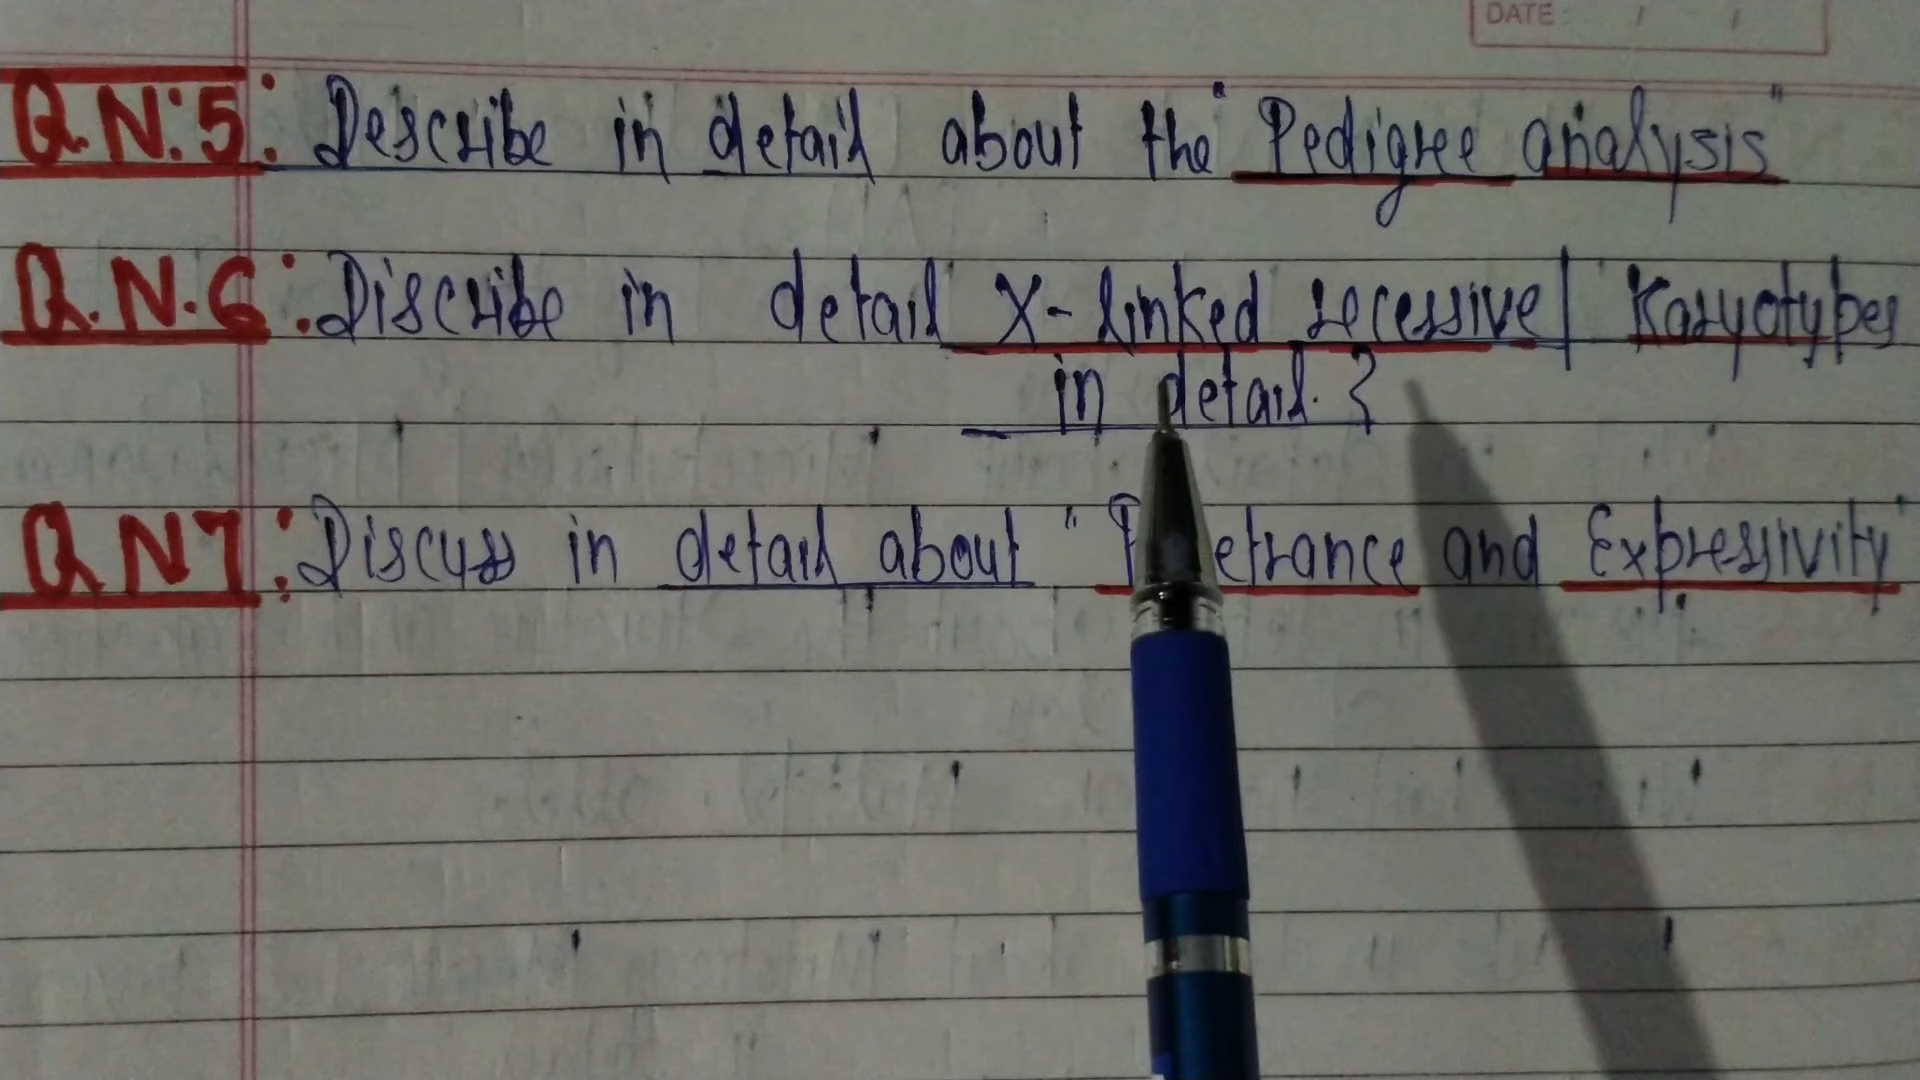 DATE: / /
Q.N:5: Describe in detail about the "Pedigree analysis"
Q.N.6: Discribe in detail X-linked recessive/ Karyotypes
in detail ?
Q N 7: Discuss in detail about " etrance and Expressivity"